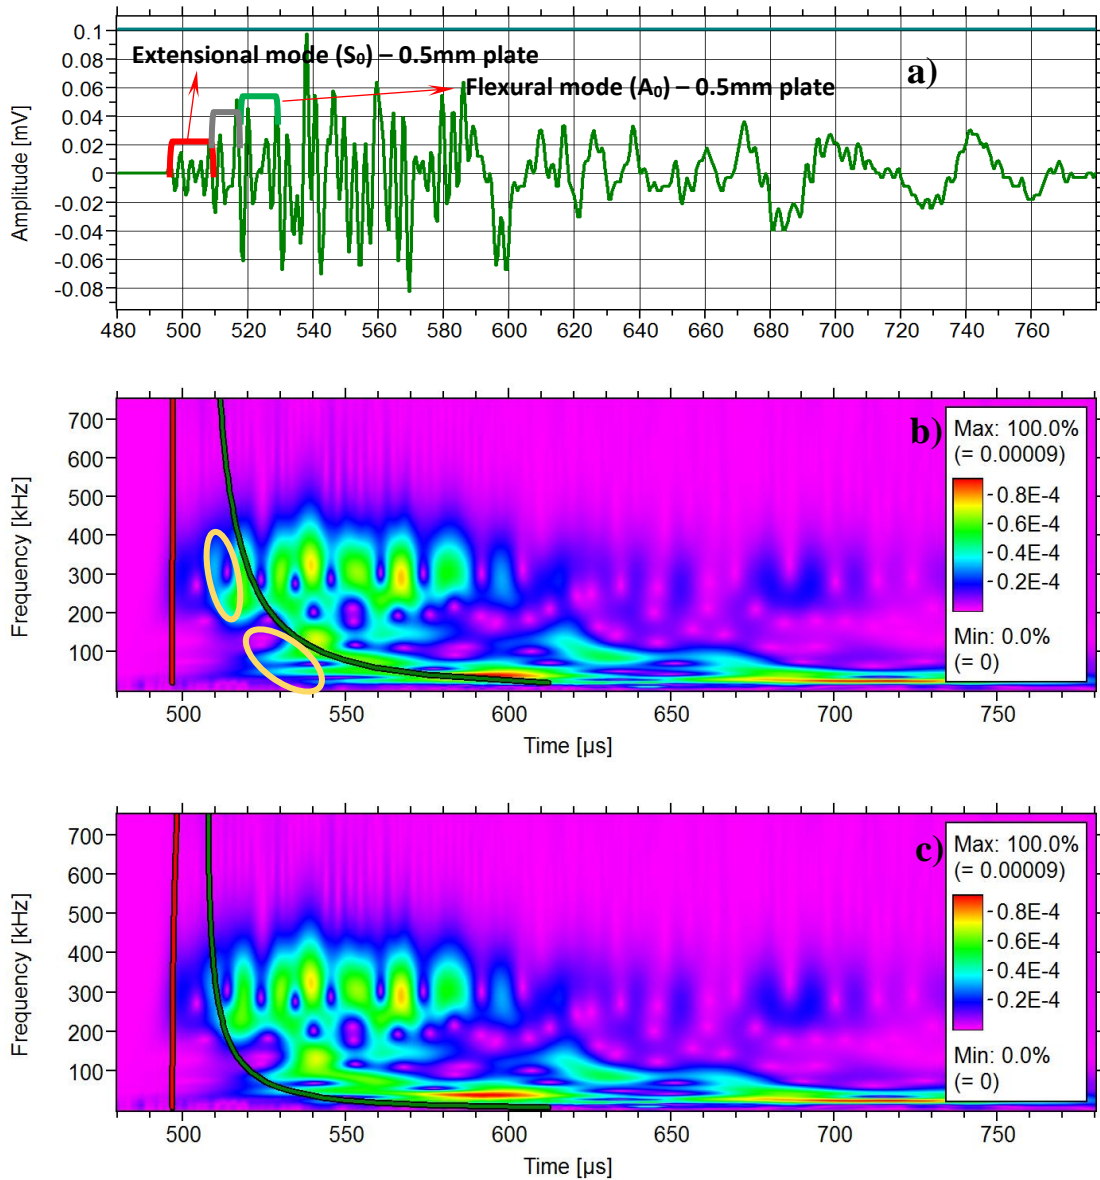 0.1
Extensional mode (S₀) – 0.5mm plate
a)
0.08
Flexural mode (A₀) – 0.5mm plate
0.06
0.04
0.02
0
-0.02
-0.04
-0.06
-0.08
Amplitude [mV]
480 500 520 540 560 580 600 620 640 660 680 700 720 740 760
b)
700
600
500
400
300
200
100
Frequency [kHz]
Max: 100.0%
(= 0.00009)
0.8E-4
0.6E-4
0.4E-4
0.2E-4
Min: 0.0%
(= 0)
500 550 600 650 700 750
Time [µs]
c)
700
600
500
400
300
200
100
Frequency [kHz]
Max: 100.0%
(= 0.00009)
0.8E-4
0.6E-4
0.4E-4
0.2E-4
Min: 0.0%
(= 0)
500 550 600 650 700 750
Time [µs]